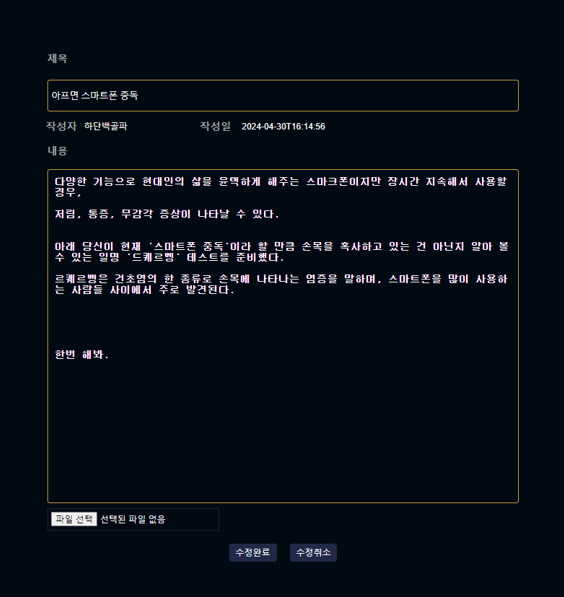 제목
아프면 스마트폰 중독
작성자 하단백골파 작성일 2024-04-30T16:14:56
내용
다양한 기능으로 현대인의 삶을 윤택하게 해주는 스마크폰이지만 장시간 지속해서 사용할
경우,
저림, 통증, 무감각 증상이 나타날 수 있다.
아래 당신이 현재 '스마트폰 중독'이라 할 만큼 손목을 혹사하고 있는 건 아닌지 알아 볼
수 있는 일명 '드퀘르벵' 테스트를 준비했다.
르퀘르벵은 건초염의 한 종류로 손목에 나타나는 염증을 말하며, 스마트폰을 많이 사용하
는 사람들 사이에서 주로 발견된다.
한번 해봐.
파일 선택 선택된 파일 없음
수정완료 수정취소